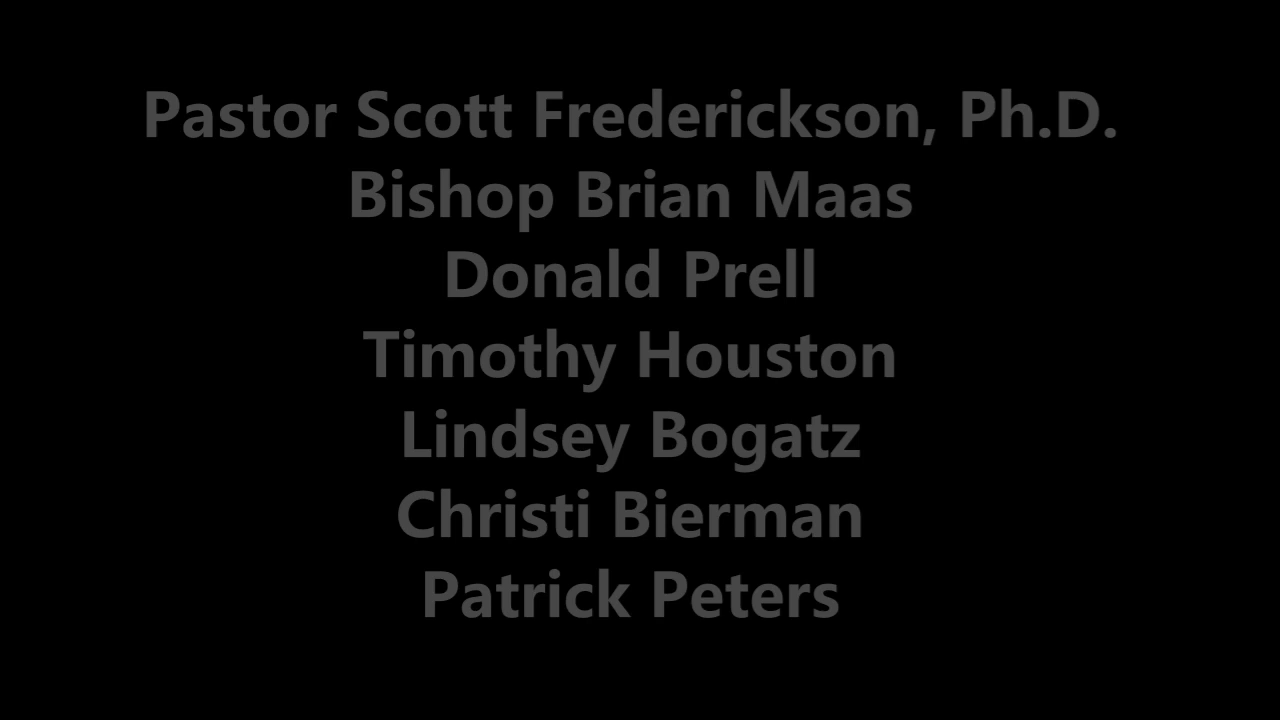 Pastor Scott Frederickson, Ph.D.
Bishop Brian Maas
Donald Prell
Timothy Houston
Lindsey Bogatz
Christi Bierman
Patrick Peters